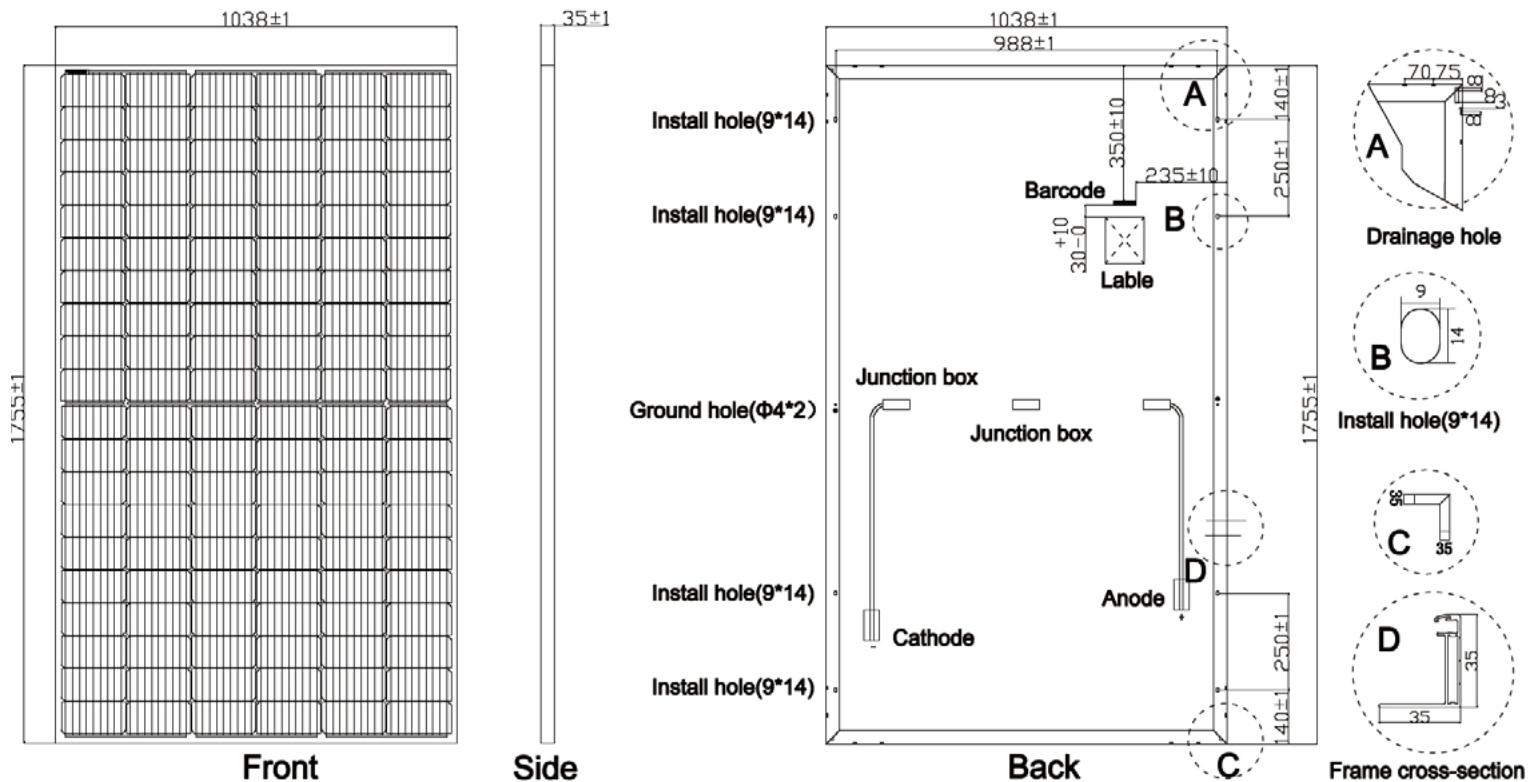 1038±1
35±1
1038±1
988±1
1755±1
Install hole(9*14)
Install hole(9*14)
Ground hole(Φ4*2)
Install hole(9*14)
Install hole(9*14)
A
140±1
250±1
350±10
235±10
Barcode
B
+10
30-0
Lable
Junction box
Junction box
1755±1
D
Anode
+
Cathode
-
250±1
140±1
C
70,75
8
83
8
A
Drainage hole
9
14
B
Install hole(9*14)
35
C
35
D
35
35
Front
Side
Back
Frame cross-section